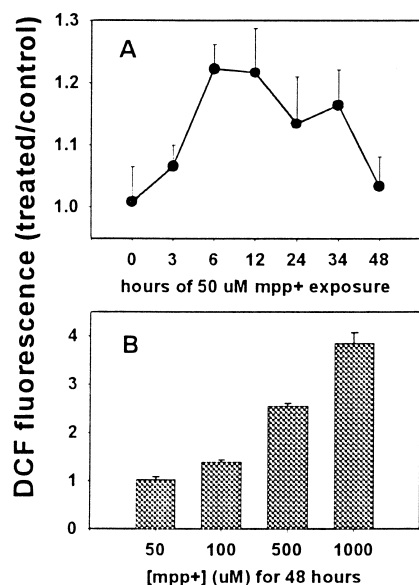 DCF fluorescence (treated/control)
A
1.3
1.2
1.1
1.0
0 3 6 12 24 34 48
hours of 50 uM mpp+ exposure
B
4
3
2
1
0
50 100 500 1000
[mpp+] (uM) for 48 hours